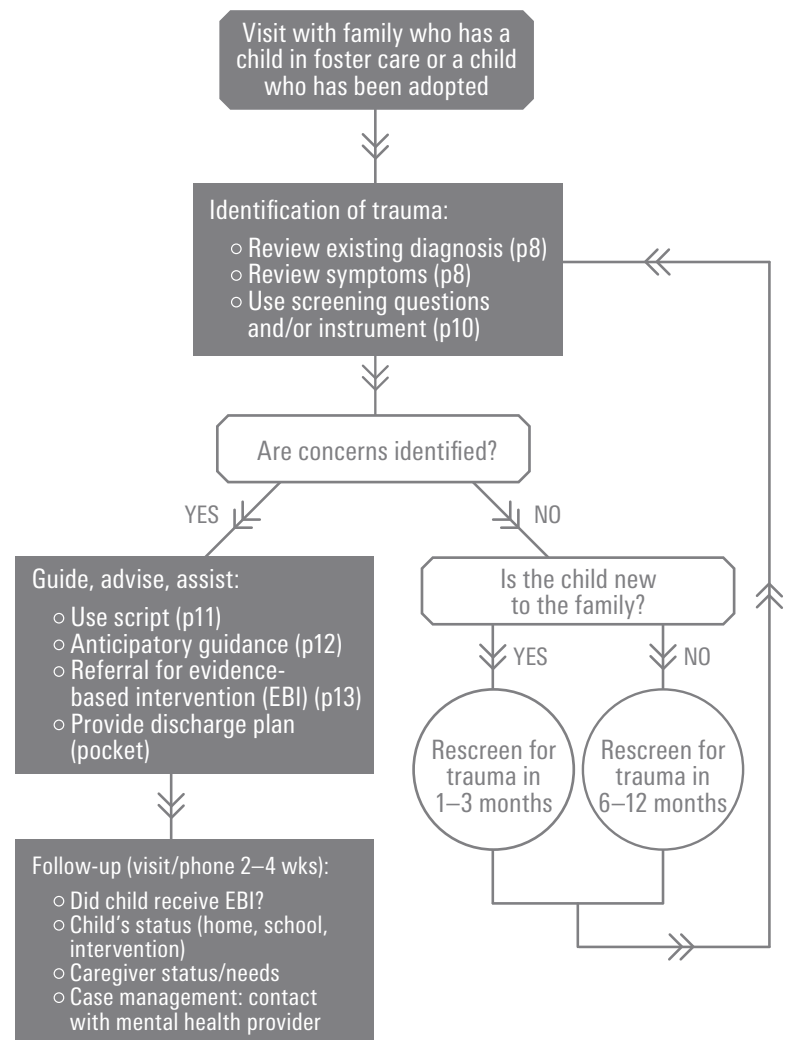 Visit with family who has a
child in foster care or a child
who has been adopted
Identification of trauma:
○ Review existing diagnosis (p8)
○ Review symptoms (p8)
○ Use screening questions
and/or instrument (p10)
Are concerns identified?
YES
NO
Guide, advise, assist:
○ Use script (p11)
○ Anticipatory guidance (p12)
○ Referral for evidence-
based intervention (EBI) (p13)
○ Provide discharge plan
(pocket)
Is the child new
to the family?
YES
NO
Rescreen for
trauma in
1–3 months
Rescreen for
trauma in
6–12 months
Follow-up (visit/phone 2–4 wks):
○ Did child receive EBI?
○ Child's status (home, school,
intervention)
○ Caregiver status/needs
○ Case management: contact
with mental health provider